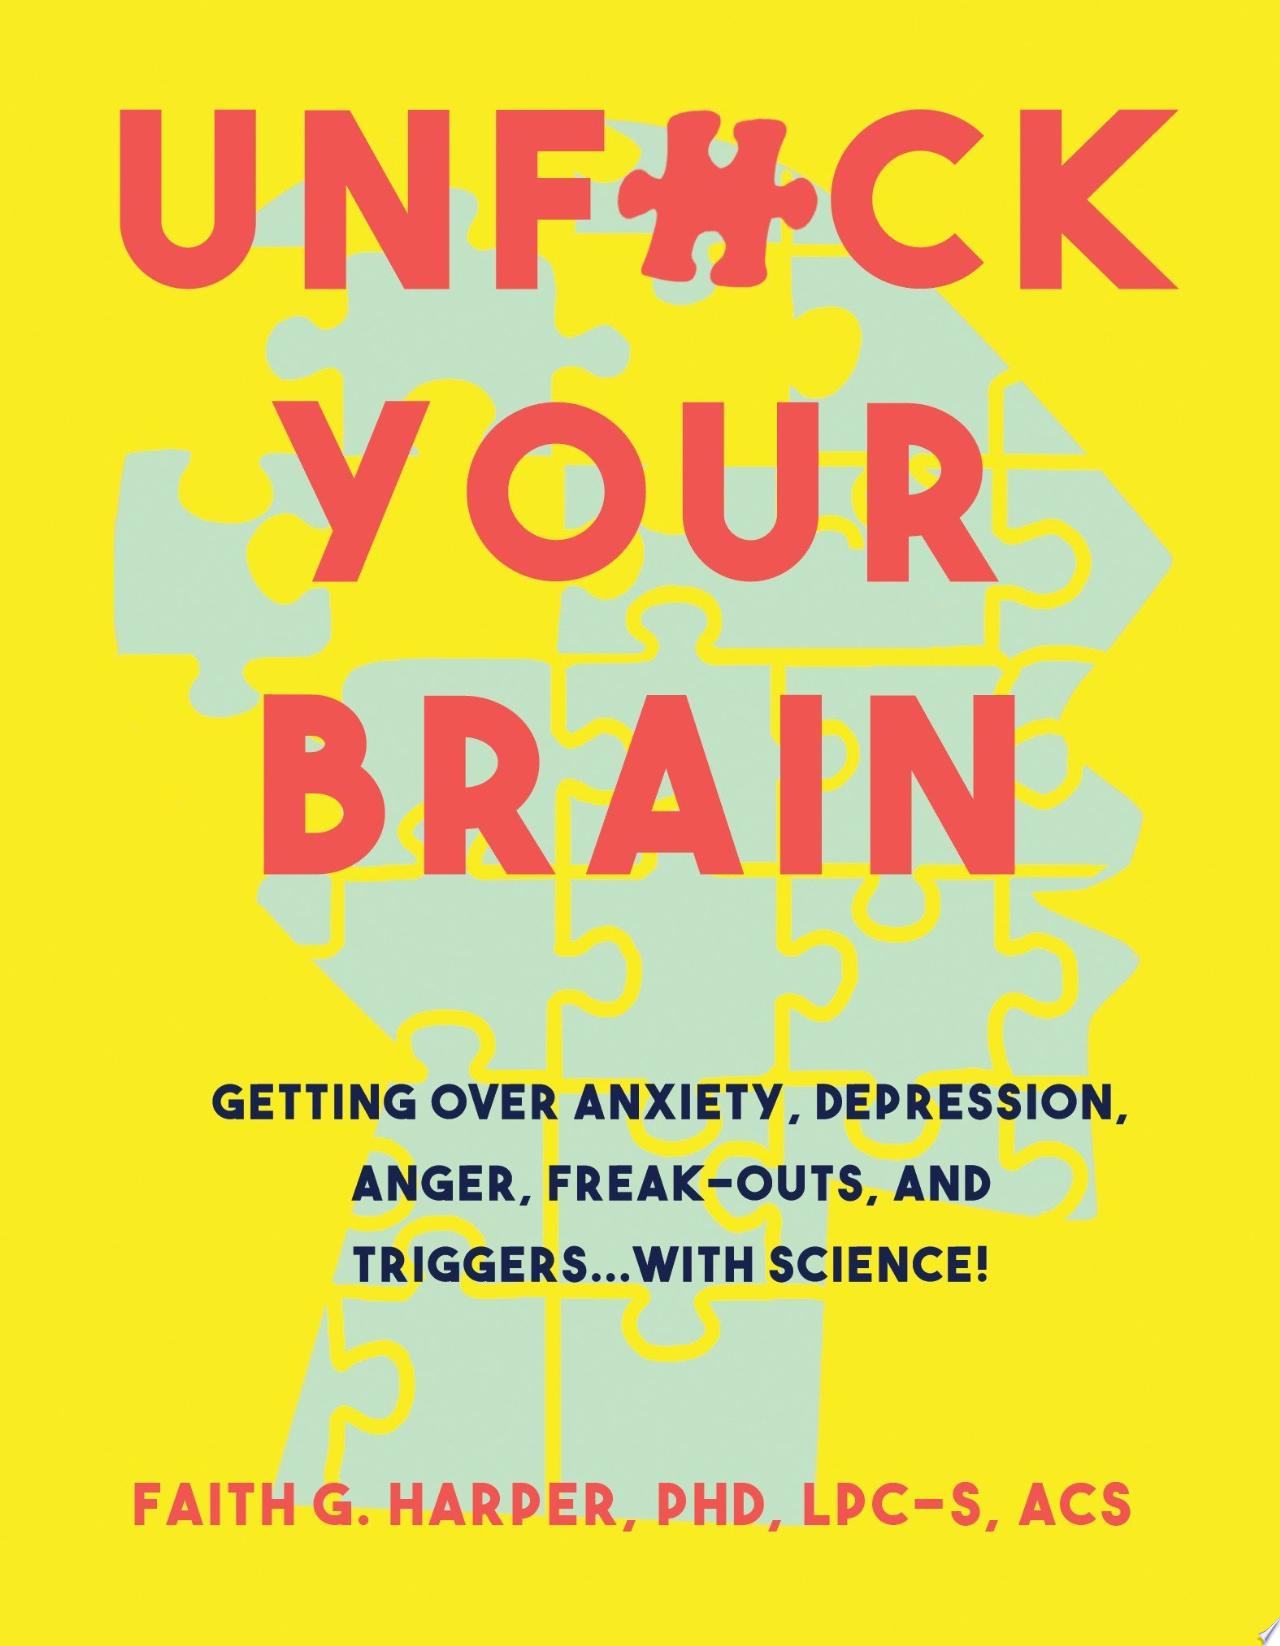 UNF CK
YOUR
BRAIN
GETTING OVER ANXIETY, DEPRESSION,
ANGER, FREAK-OUTS, AND
TRIGGERS...WITH SCIENCE!
FAITH G. HARPER, PHD, LPC-S, ACS